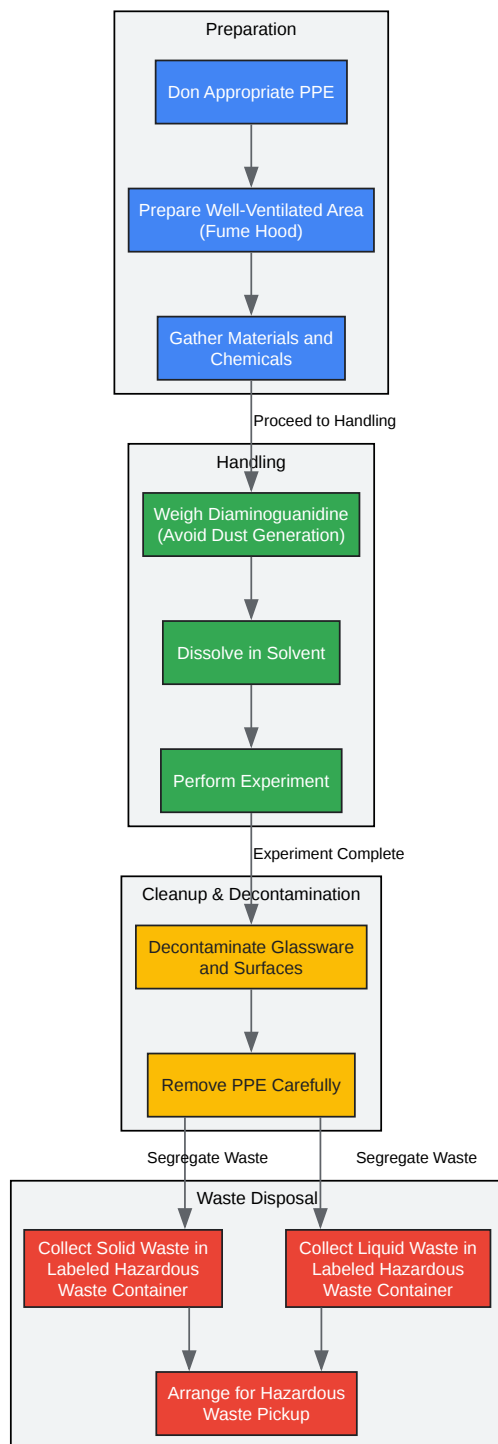 Preparation
Don Appropriate PPE
Prepare Well-Ventilated Area
(Fume Hood)
Gather Materials and
Chemicals
Proceed to Handling
Handling
Weigh Diaminoguanidine
(Avoid Dust Generation)
Dissolve in Solvent
Perform Experiment
Experiment Complete
Cleanup & Decontamination
Decontaminate Glassware
and Surfaces
Remove PPE Carefully
Segregate Waste
Segregate Waste
Waste Disposal
Collect Solid Waste in
Labeled Hazardous
Waste Container
Collect Liquid Waste in
Labeled Hazardous
Waste Container
Arrange for Hazardous
Waste Pickup